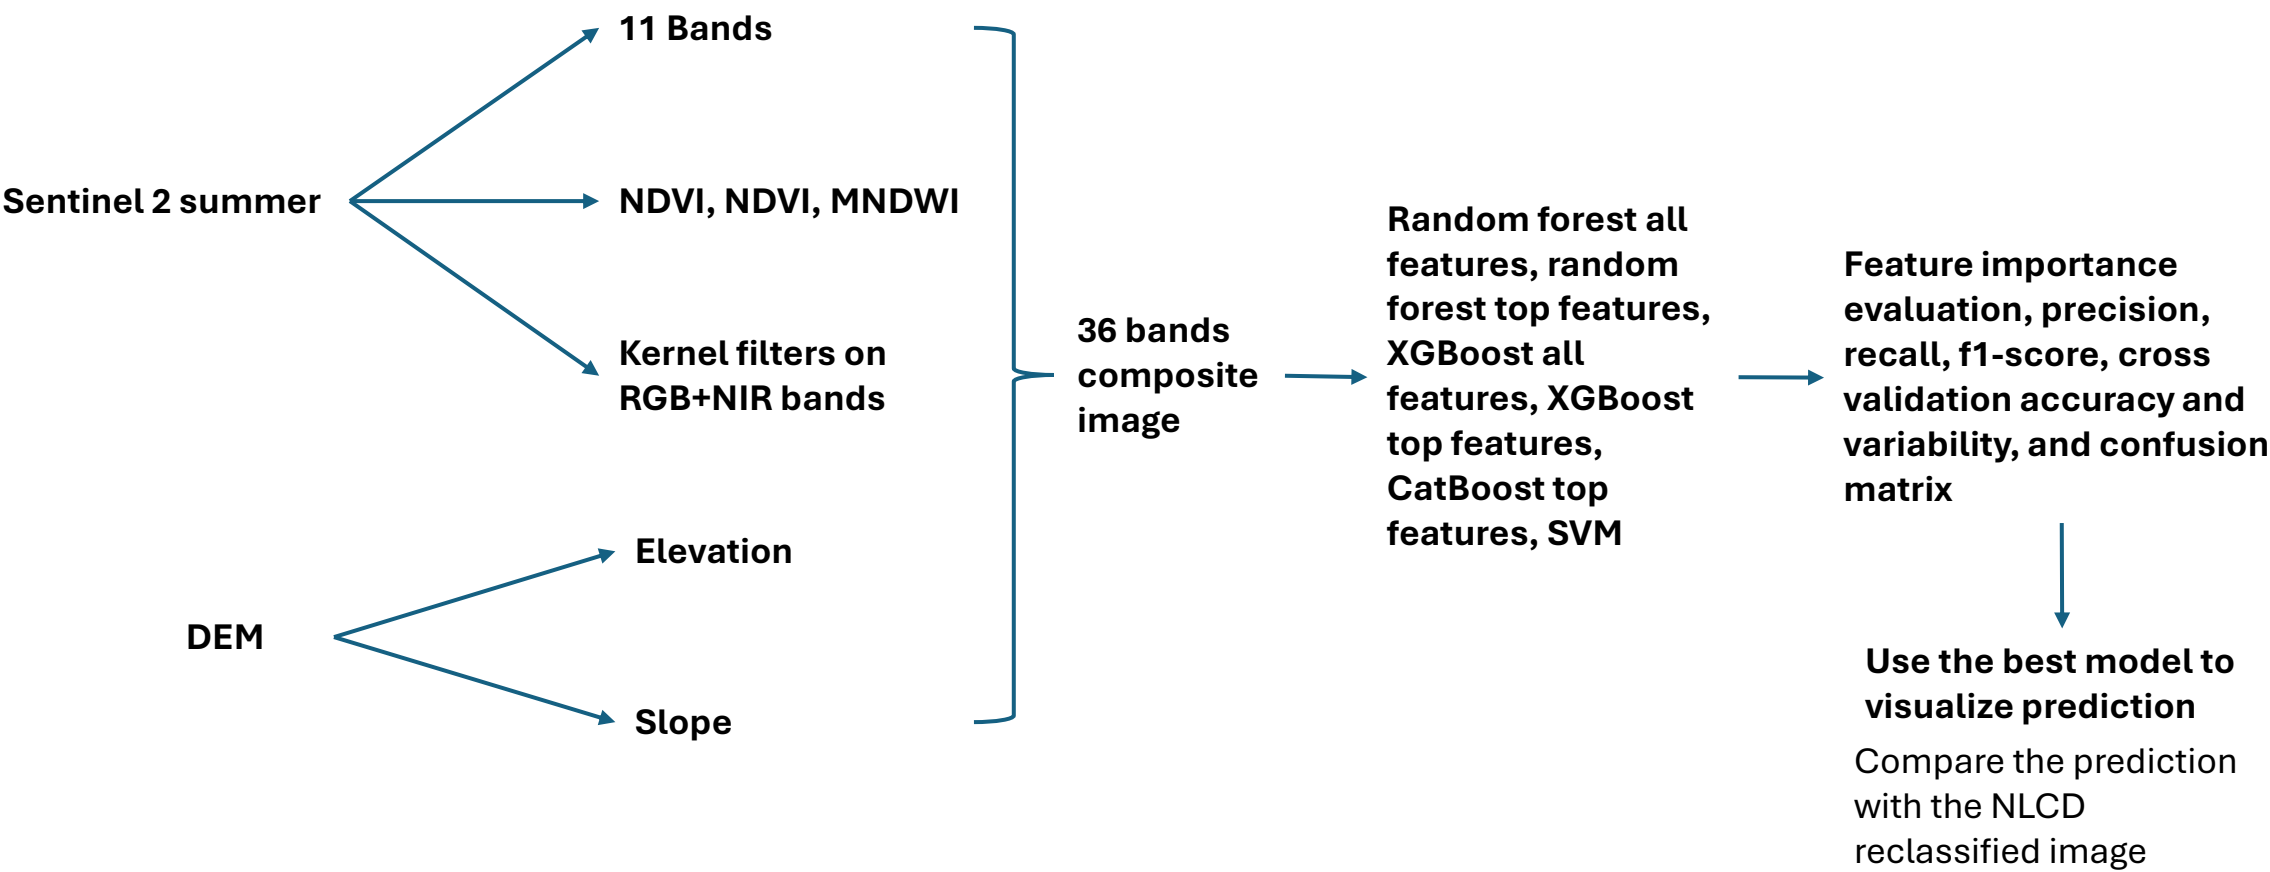 11 Bands
Sentinel 2 summer
NDVI, NDVI, MNDWI
Kernel filters on
RGB+NIR bands
DEM
Elevation
Slope
36 bands
composite
image
Random forest all
features, random
forest top features,
XGBoost all
features, XGBoost
top features,
CatBoost top
features, SVM
Feature importance
evaluation, precision,
recall, f1-score, cross
validation accuracy and
variability, and confusion
matrix
Use the best model to
visualize prediction
Compare the prediction
with the NLCD
reclassified image